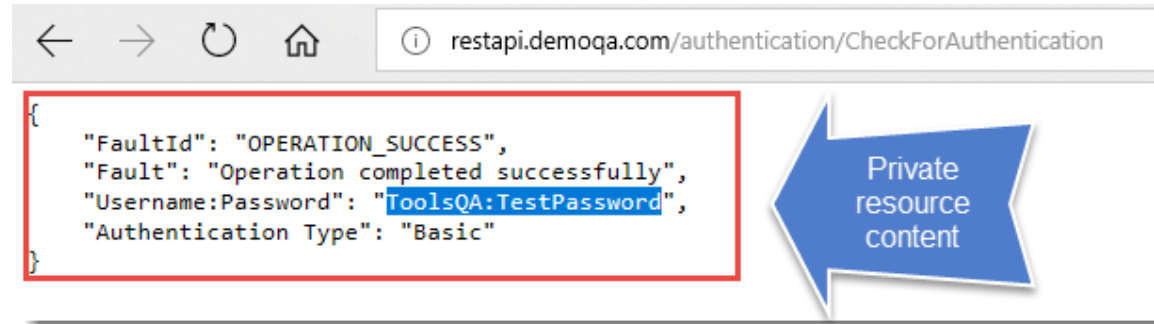 restapi.demoqa.com/authentication/CheckForAuthentication
{
"FaultId": "OPERATION_SUCCESS",
"Fault": "Operation completed successfully",
"Username:Password": "ToolsQA:TestPassword",
"Authentication Type": "Basic"
}
Private
resource
content